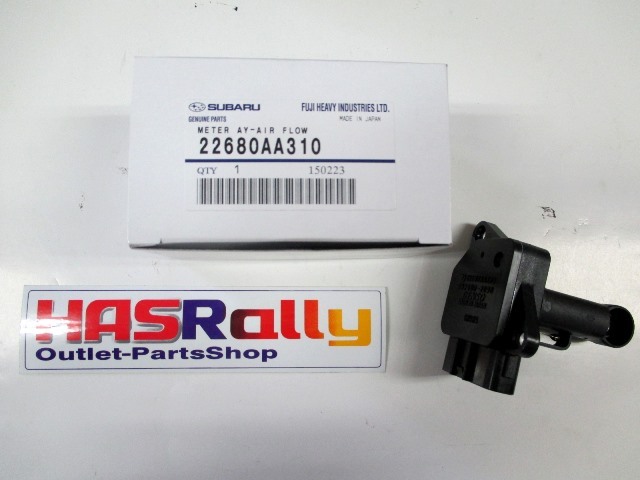 SUBARU FUJI HEAVY INDUSTRIES LTD.
GENUINE PARTS MADE IN JAPAN
METER AY-AIR FLOW
22680AA310
QTY 1 150223
HASRally
Outlet-PartsShop